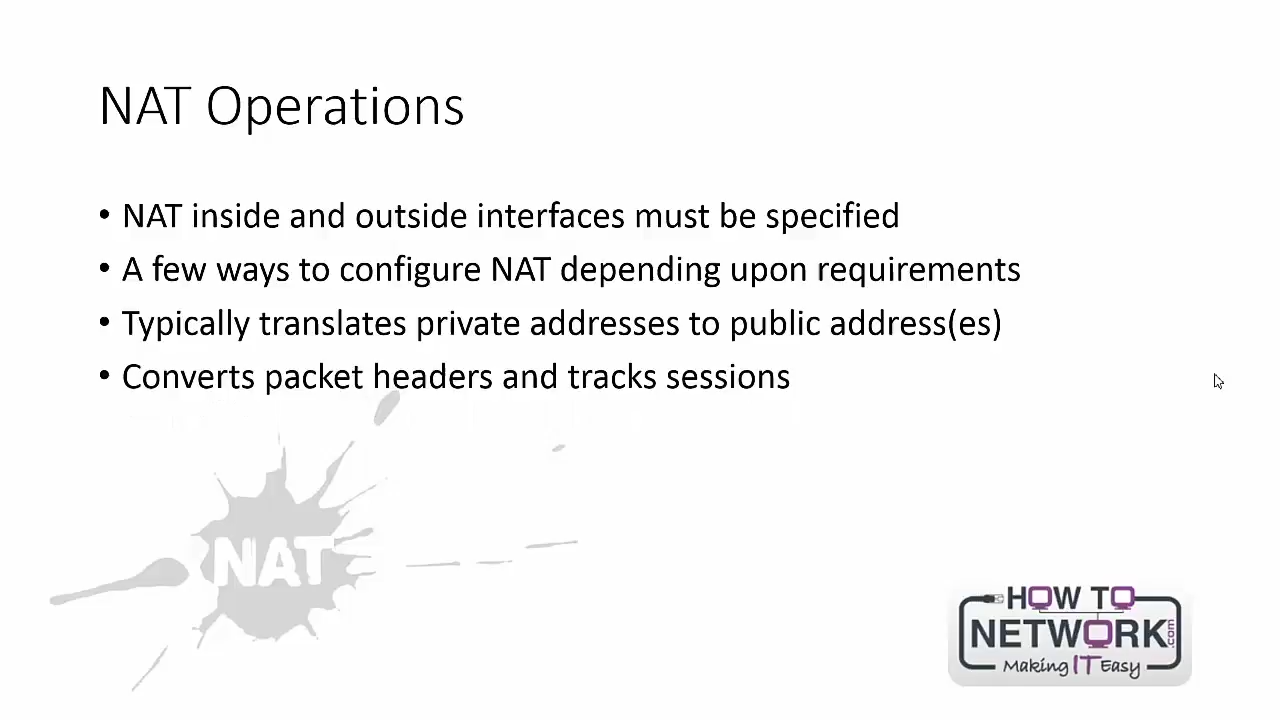 NAT Operations
• NAT inside and outside interfaces must be specified
• A few ways to configure NAT depending upon requirements
• Typically translates private addresses to public address(es)
• Converts packet headers and tracks sessions
NAT
HOW TO
NETWORK.com
Making IT Easy